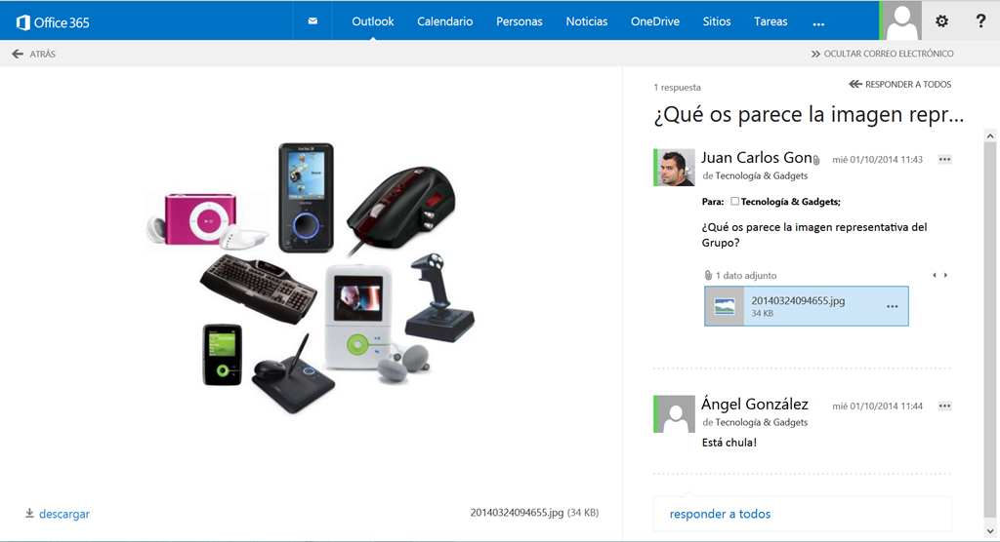 Office 365
Outlook
Calendario
Personas
Noticias
OneDrive
Sitios
Tareas
...
?
ATRÁS
OCULTAR CORREO ELECTRÓNICO
1 respuesta
RESPONDER A TODOS
¿Qué os parece la imagen repr...
Juan Carlos Gon
mié 01/10/2014 11:43
de Tecnología & Gadgets
Para: Tecnología & Gadgets;
¿Qué os parece la imagen representativa del
Grupo?
1 dato adjunto
20140324094655.jpg
34 KB
Ángel González
mié 01/10/2014 11:44
de Tecnología & Gadgets
Está chula!
responder a todos
descargar
20140324094655.jpg (34 KB)